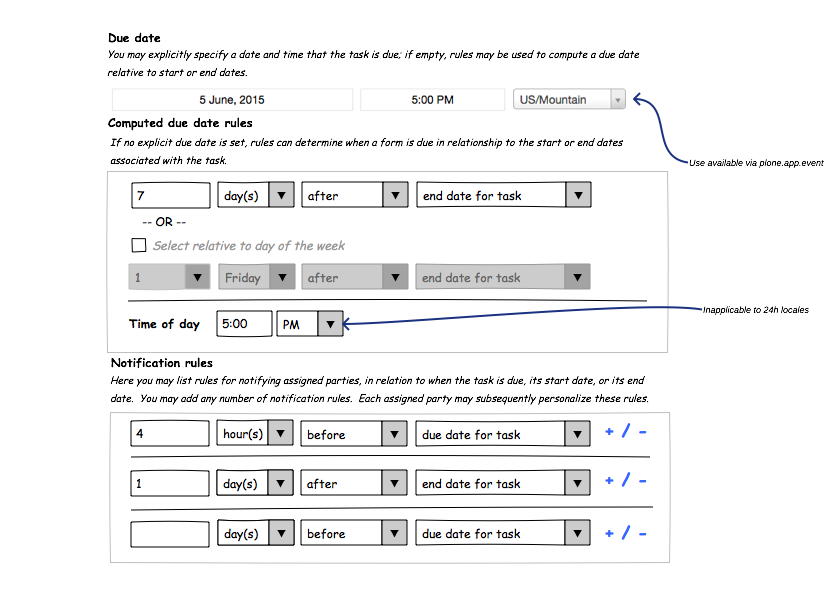 Due date
You may explicitly specify a date and time that the task is due; if empty, rules may be used to compute a due date
relative to start or end dates.
5 June, 2015 5:00 PM US/Mountain
Computed due date rules
If no explicit due date is set, rules can determine when a form is due in relationship to the start or end dates
associated with the task.
Use available via plone.app.event
7 day(s) after end date for task
-- OR --
Select relative to day of the week
1 Friday after end date for task
Inapplicable to 24h locales
Time of day 5:00 PM
Notification rules
Here you may list rules for notifying assigned parties, in relation to when the task is due, its start date, or its end
date. You may add any number of notification rules. Each assigned party may subsequently personalize these rules.
4 hour(s) before due date for task + / -
1 day(s) after end date for task + / -
day(s) before due date for task + / -